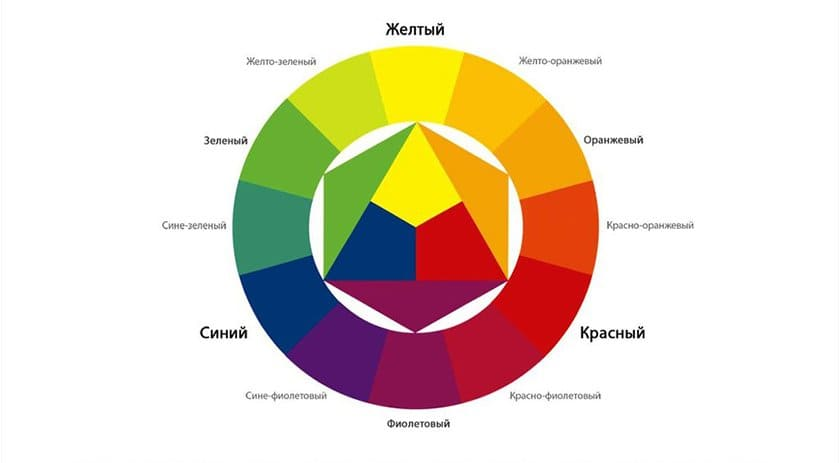 Желтый
Желто-зеленый
Желто-оранжевый
Зеленый
Оранжевый
Сине-зеленый
Красно-оранжевый
Синий
Красный
Сине-фиолетовый
Красно-фиолетовый
Фиолетовый